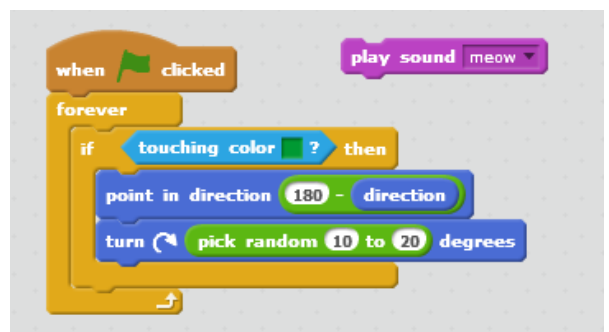 when clicked
play sound meow
forever
if touching color ? then
point in direction 180 - direction
turn pick random 10 to 20 degrees